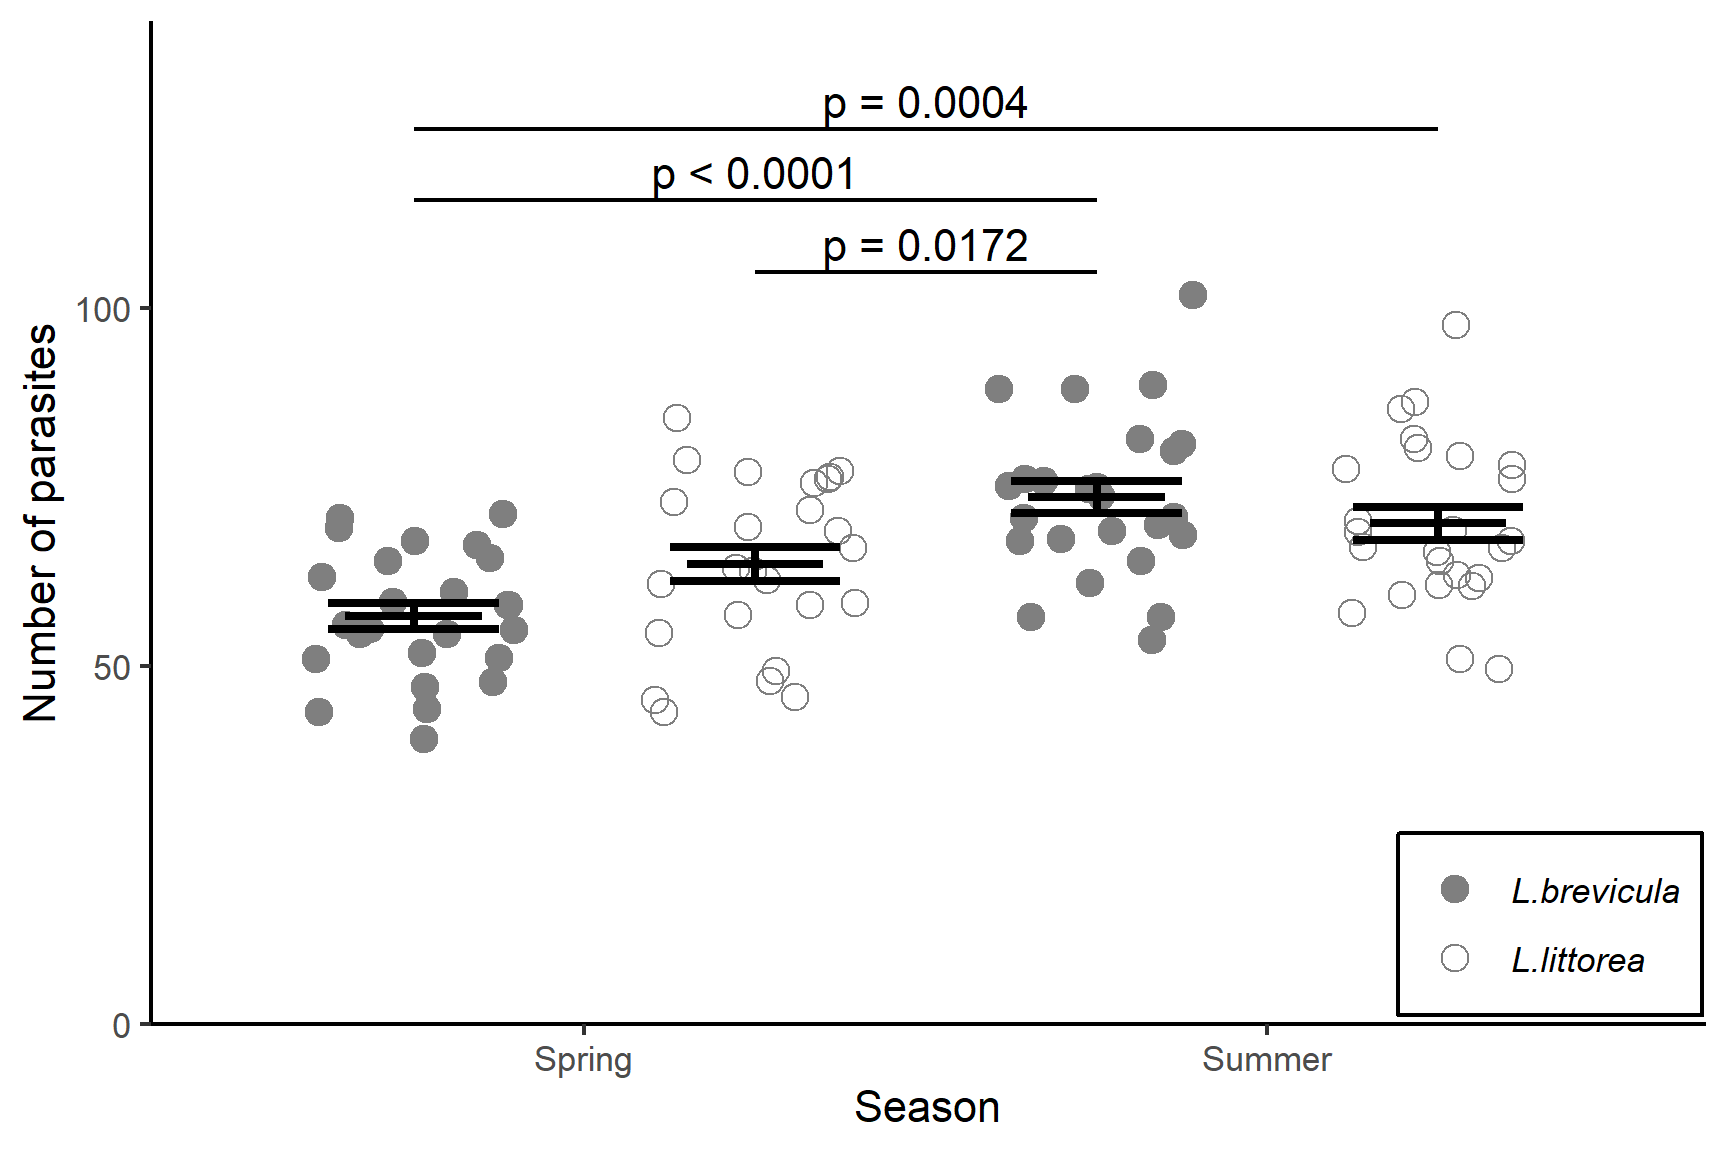 p = 0.0004
p < 0.0001
p = 0.0172
100
50
0
Number of parasites
Spring
Summer
Season
L.brevicula
L.littorea